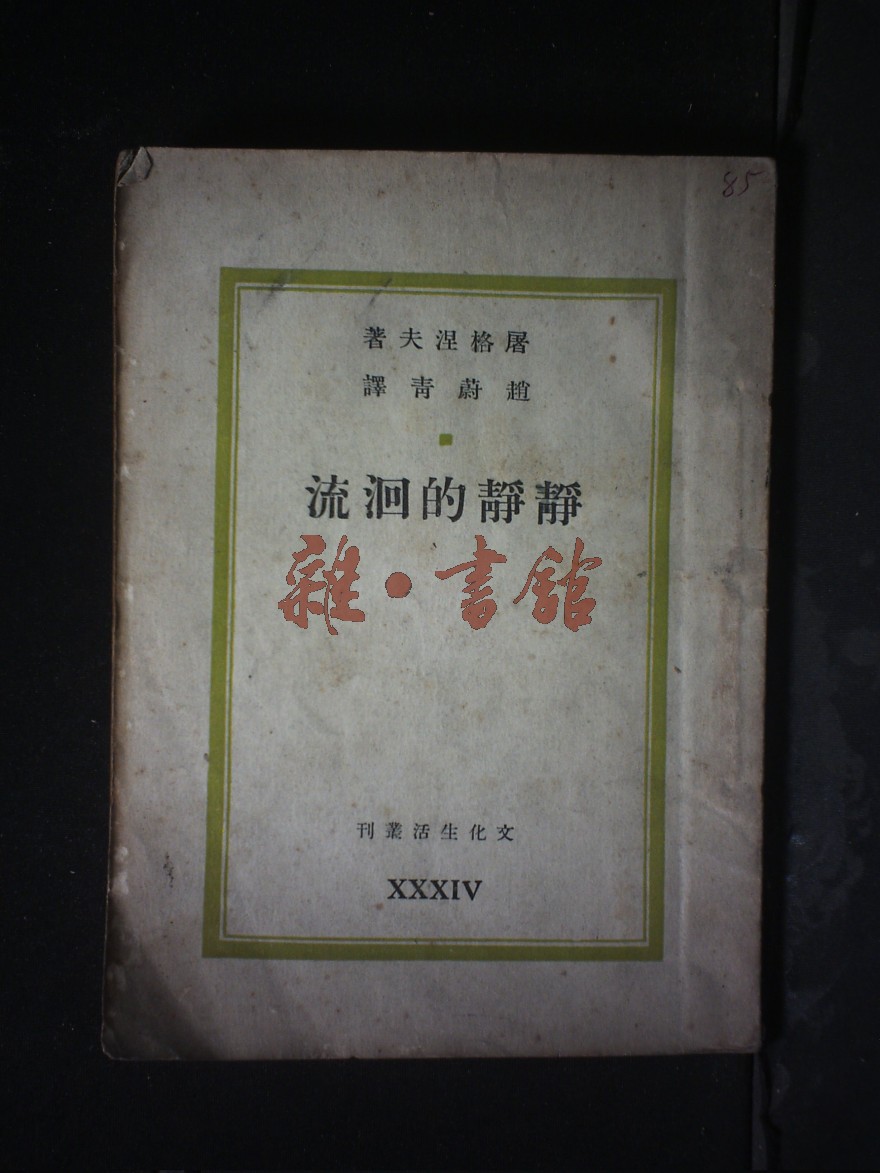 85
屠格涅夫著
趙蔚青譯
靜靜的洄流
雜·書館
文化生活叢刊
XXXIV